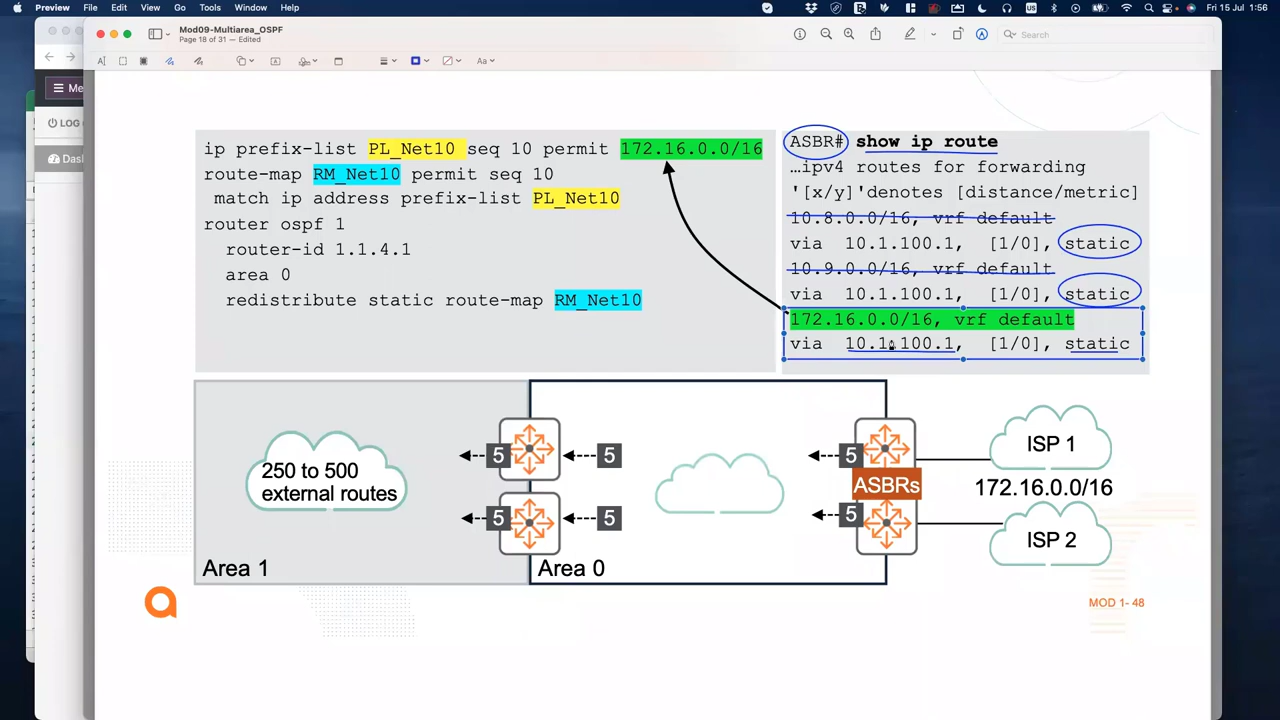 Preview File Edit View Go Tools Window Help Fri 15 Jul 1:56
Mod09-Multiarea_OSPF
Page 18 of 31 — Edited
Search
Aa
Me
LOG
Dash
ip prefix-list PL_Net10 seq 10 permit 172.16.0.0/16
route-map RM_Net10 permit seq 10
match ip address prefix-list PL_Net10
router ospf 1
router-id 1.1.4.1
area 0
redistribute static route-map RM_Net10
ASBR# show ip route
…ipv4 routes for forwarding
'[x/y]'denotes [distance/metric]
10.8.0.0/16, vrf default
via 10.1.100.1, [1/0], static
10.9.0.0/16, vrf default
via 10.1.100.1, [1/0], static
172.16.0.0/16, vrf default
via 10.1.100.1, [1/0], static
250 to 500
external routes
Area 1
5 5
5 5
Area 0
5
ASBRs
5
ISP 1
172.16.0.0/16
ISP 2
MOD 1- 48